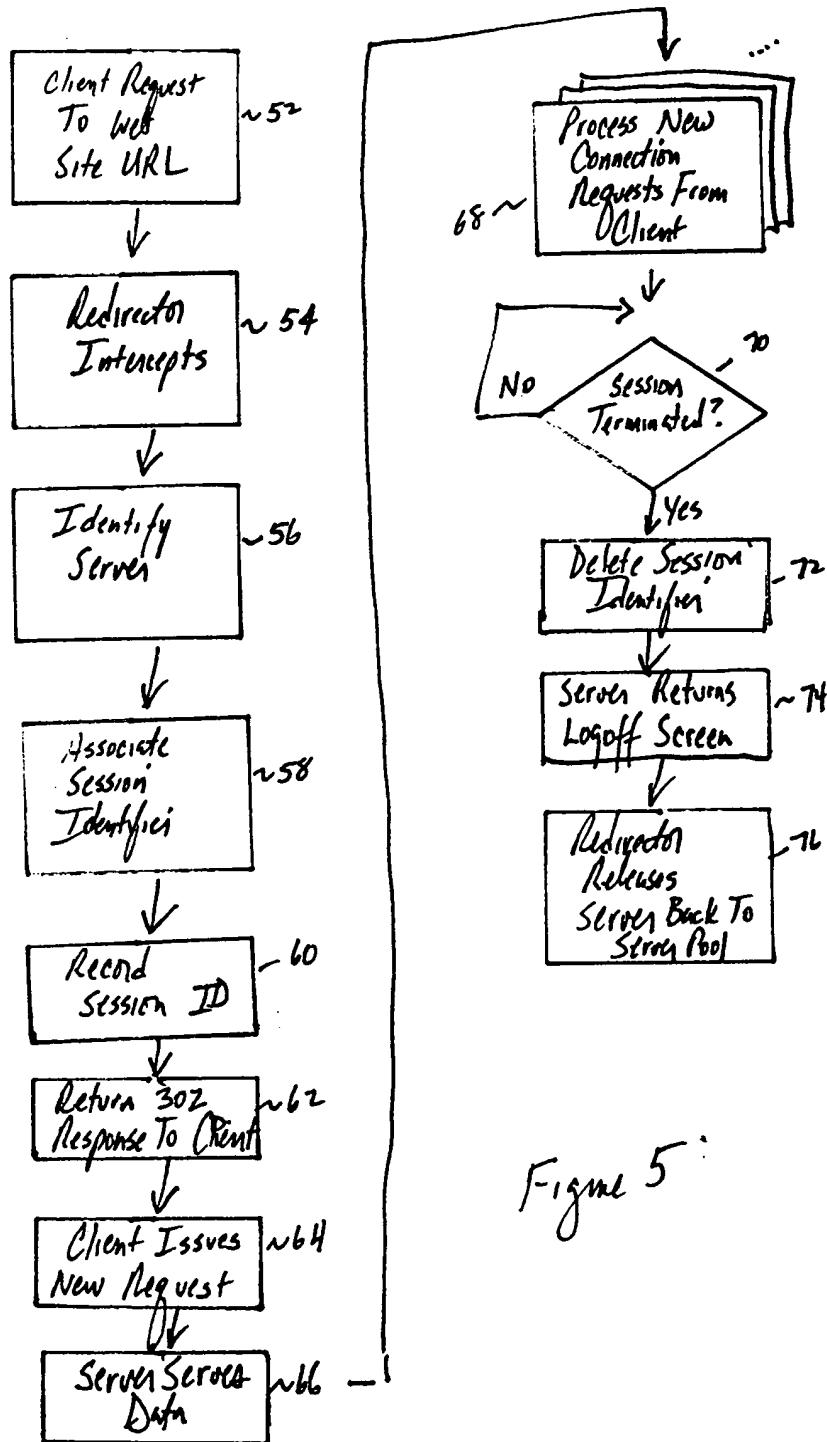 Client Request
To Web
Site URL
~52
Redirector
Intercepts
~54
Identify
Server
~56
Associate
Session
Identifier
~58
Record
Session ID
60
Return 302
Response To Client
~62
Client Issues
New Request
~64
Server Serves
Data
~66
....
Process New
Connection
Requests From
Client
68~
Session
Terminated?
70
No
Yes
Delete Session
Identifier
72
Server Returns
Logoff Screen
~74
Redirector
Releases
Server Back To
Server Pool
76
Figure 5